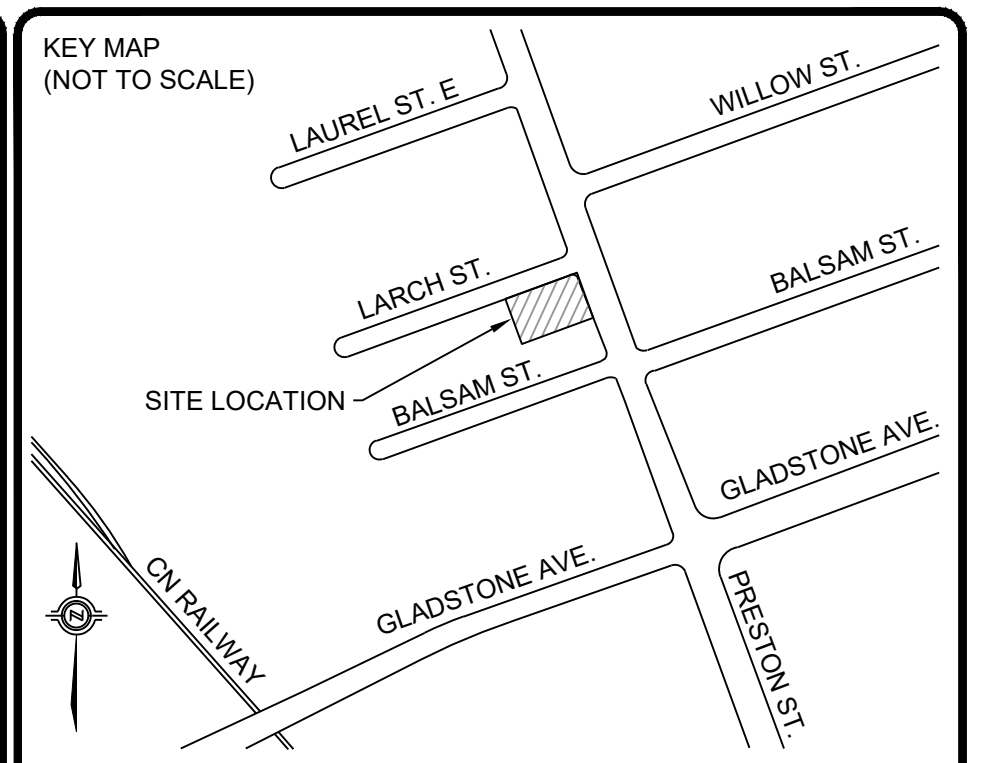 KEY MAP
(NOT TO SCALE)
LAUREL ST. E
WILLOW ST.
LARCH ST.
BALSAM ST.
SITE LOCATION
BALSAM ST.
GLADSTONE AVE.
CN RAILWAY
GLADSTONE AVE.
PRESTON ST.
N